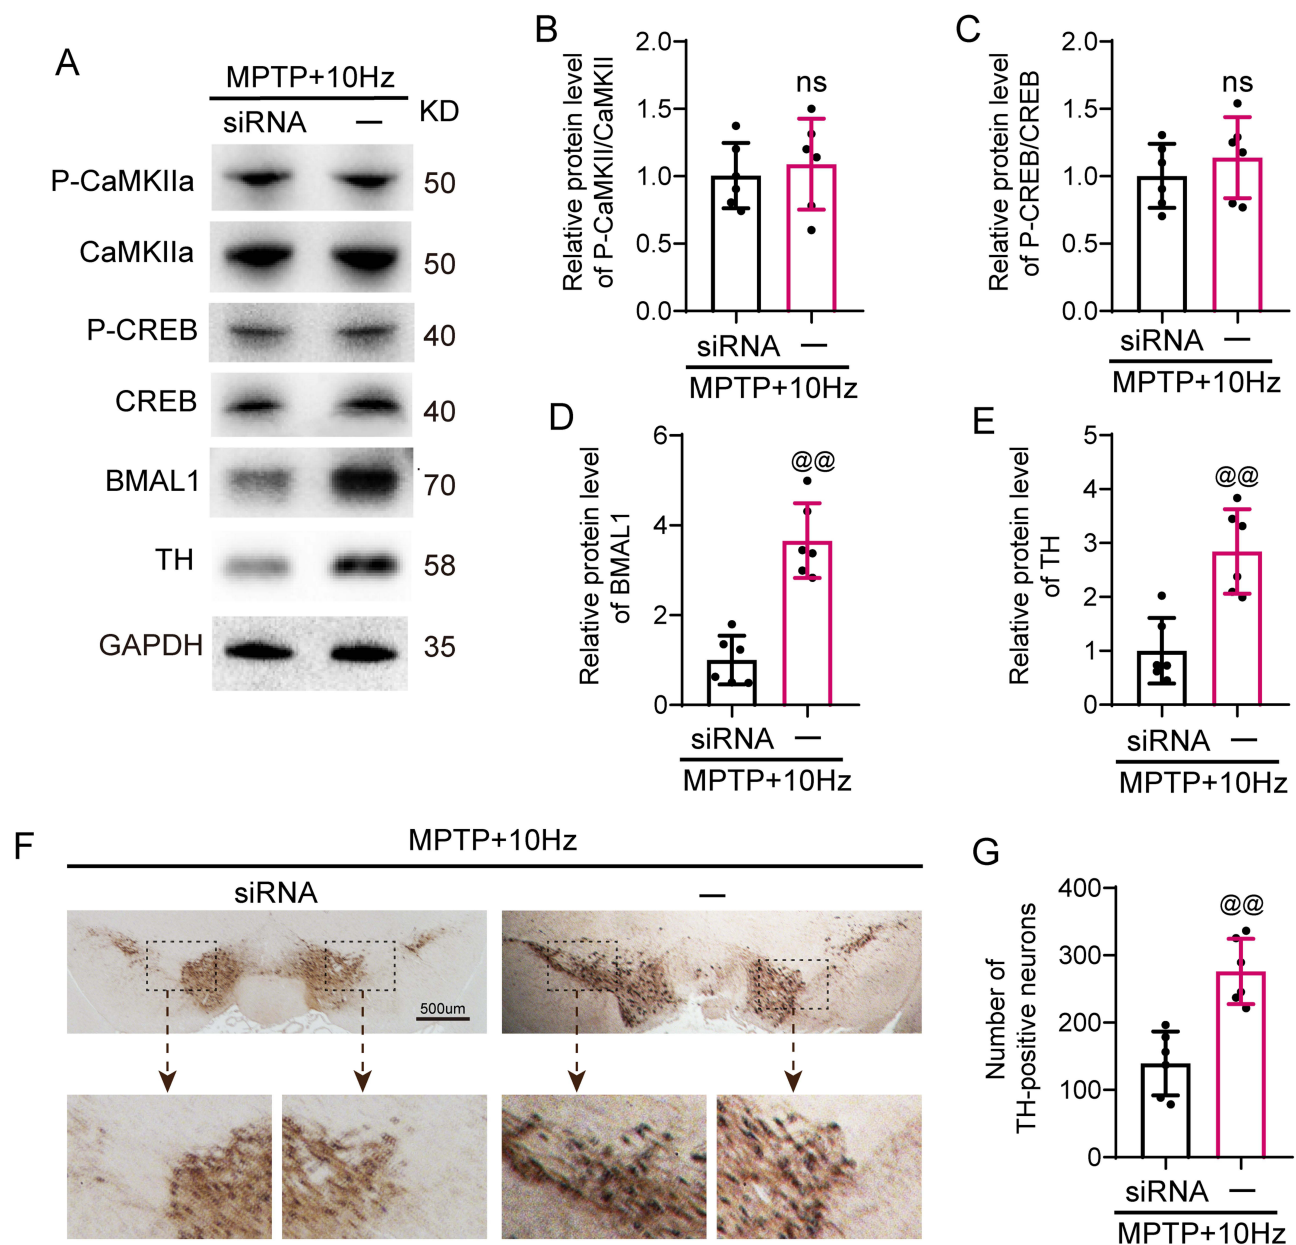 A
MPTP+10Hz
siRNA —
KD
P-CaMKIIa
50
CaMKIIa
50
P-CREB
40
CREB
40
BMAL1
70
TH
58
GAPDH
35
B
Relative protein level
of P-CaMKII/CaMKII
2.0
1.5
1.0
0.5
0.0
ns
siRNA —
MPTP+10Hz
C
Relative protein level
of P-CREB/CREB
2.0
1.5
1.0
0.5
0.0
ns
siRNA —
MPTP+10Hz
D
Relative protein level
of BMAL1
6
4
2
0
@@
siRNA —
MPTP+10Hz
E
Relative protein level
of TH
5
4
3
2
1
0
@@
siRNA —
MPTP+10Hz
F
MPTP+10Hz
siRNA —
500um
G
Number of
TH-positive neurons
400
300
200
100
0
@@
siRNA —
MPTP+10Hz